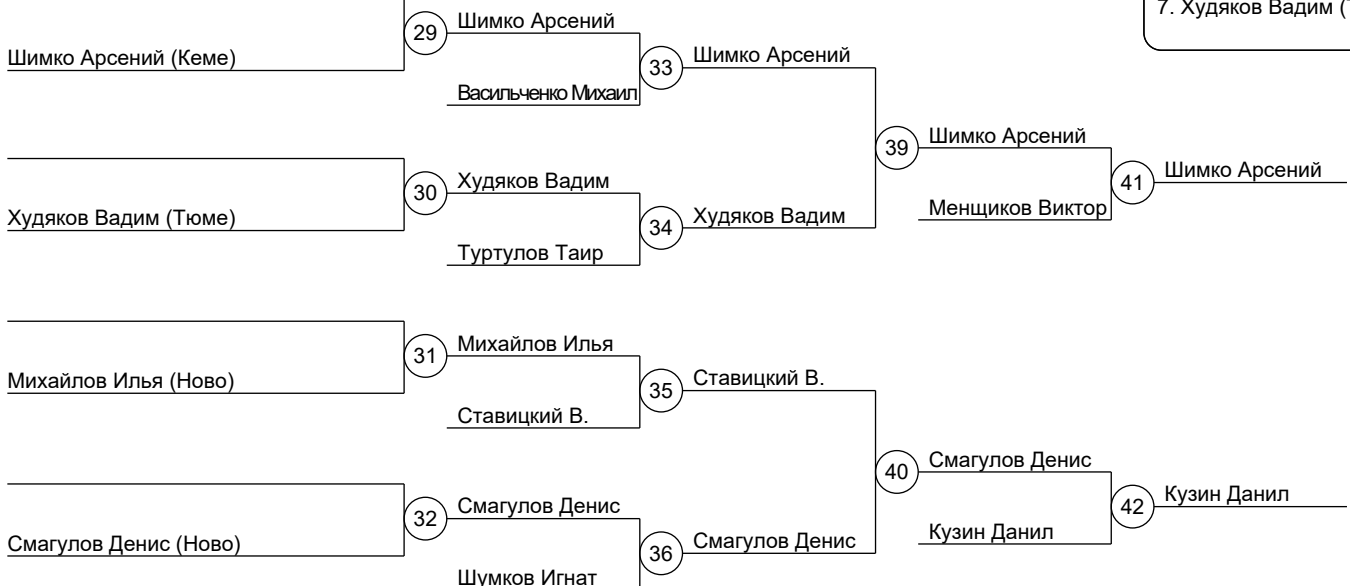 7. Худяков Вадим (
29
Шимко Арсений
Шимко Арсений (Кеме)
33
Шимко Арсений
Васильченко Михаил
39
Шимко Арсений
30
Худяков Вадим
41
Шимко Арсений
Худяков Вадим (Тюме)
34
Худяков Вадим
Менщиков Виктор
Туртулов Таир
31
Михайлов Илья
Михайлов Илья (Ново)
35
Ставицкий В.
Ставицкий В.
40
Смагулов Денис
32
Смагулов Денис
42
Кузин Данил
Смагулов Денис (Ново)
36
Смагулов Денис
Кузин Данил
Шумков Игнат